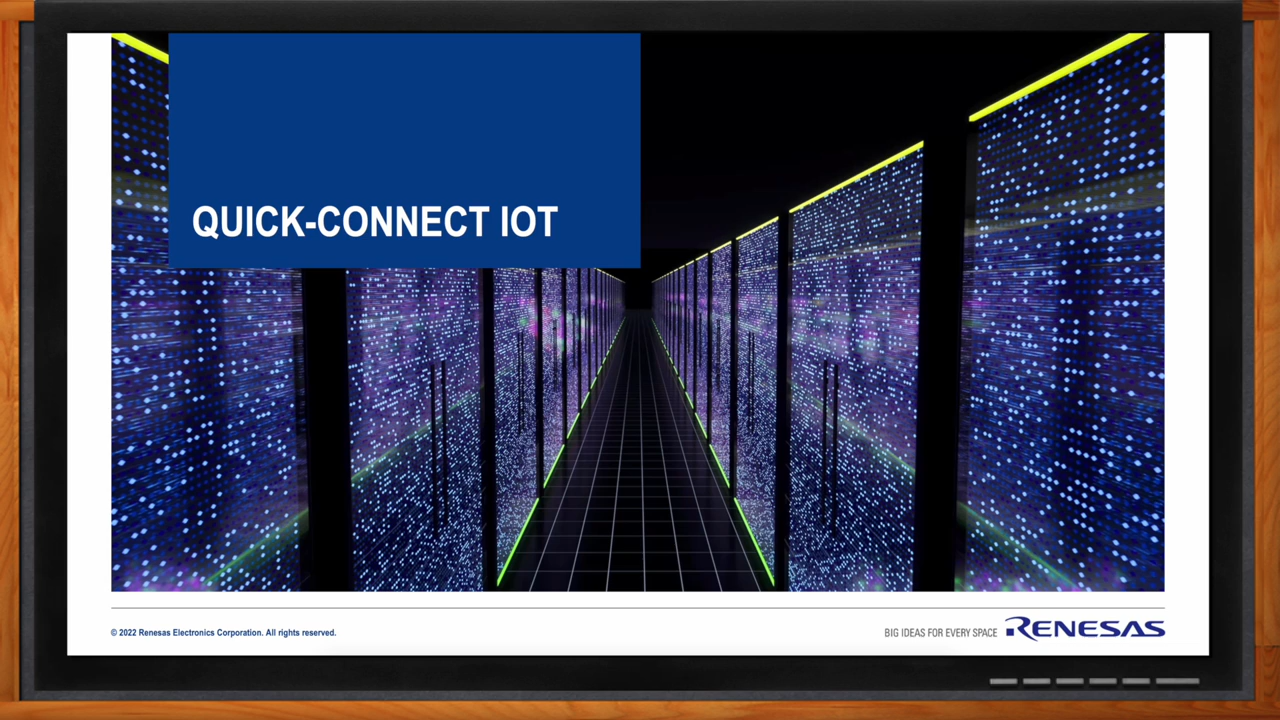 QUICK-CONNECT IOT
© 2022 Renesas Electronics Corporation. All rights reserved.
BIG IDEAS FOR EVERY SPACE RENESAS